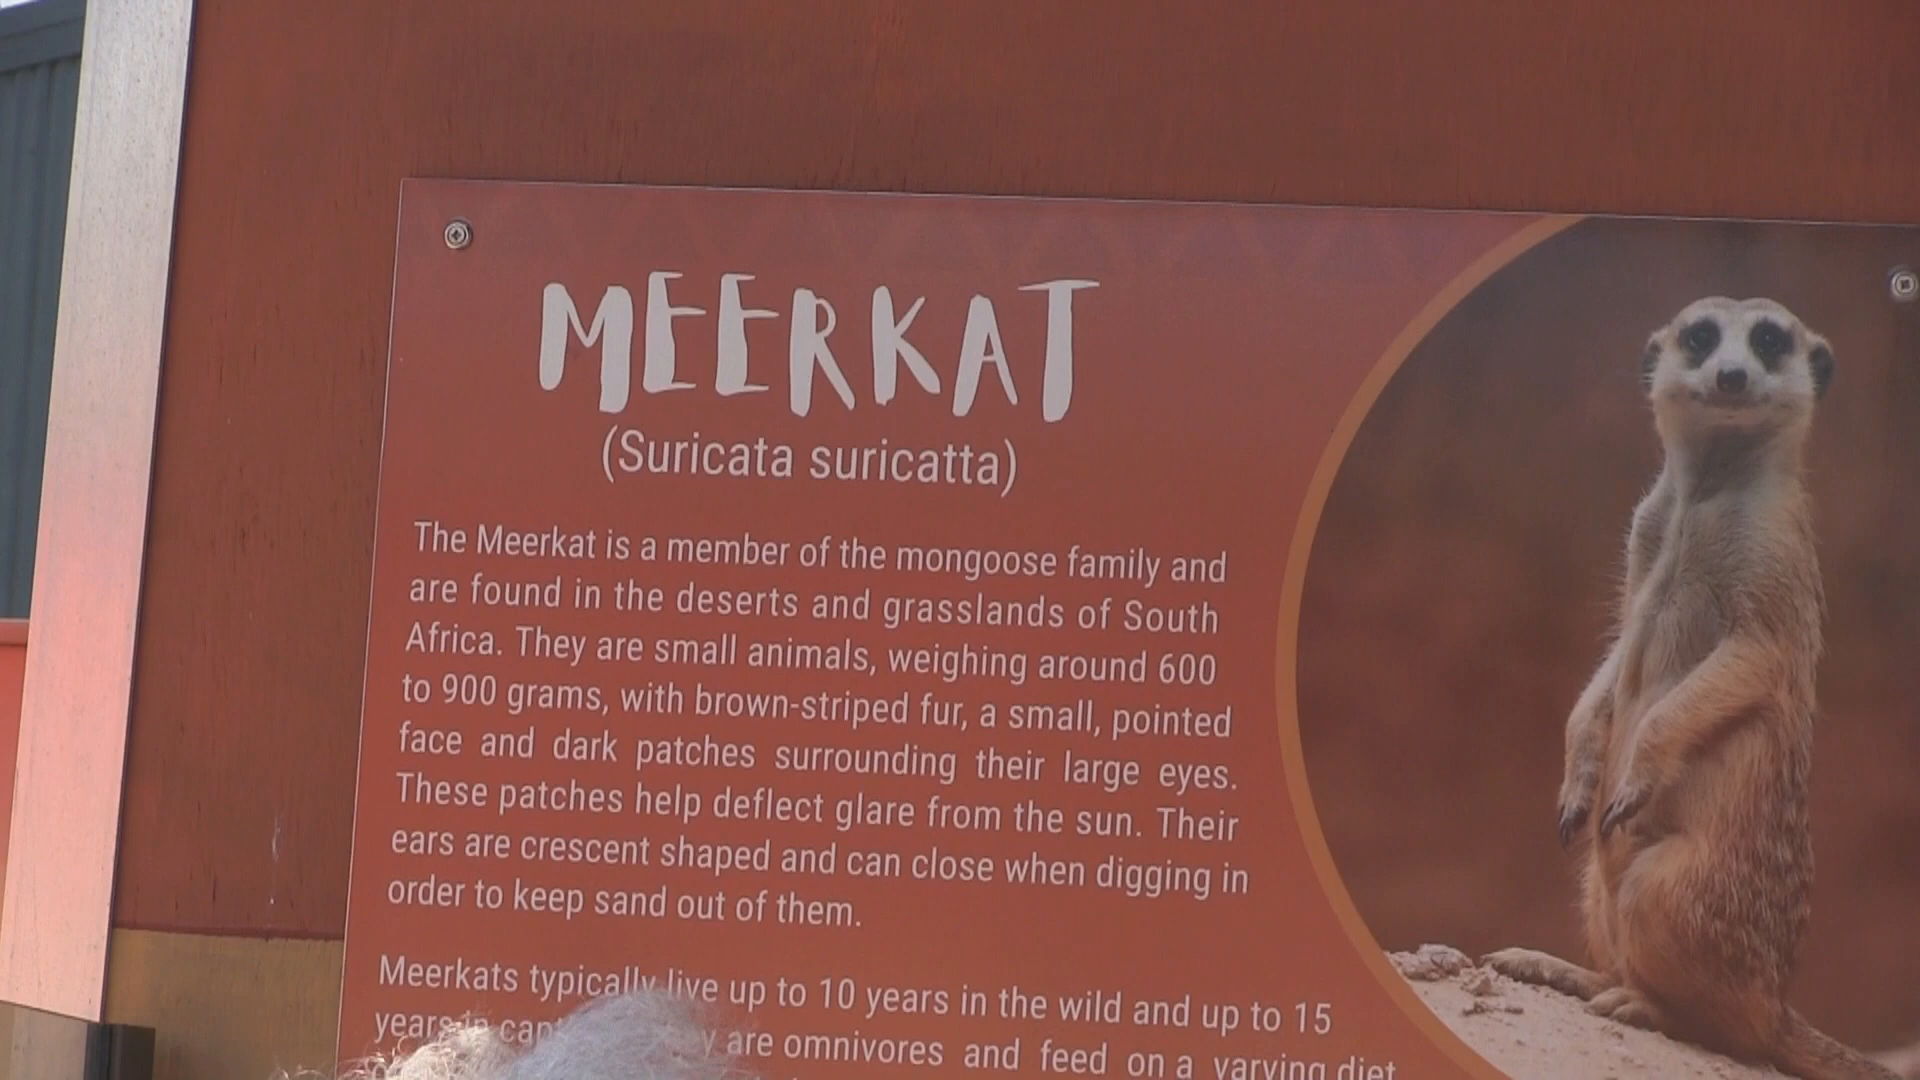 MEERKAT
(Suricata suricatta)
The Meerkat is a member of the mongoose family and
are found in the deserts and grasslands of South
Africa. They are small animals, weighing around 600
to 900 grams, with brown-striped fur, a small, pointed
face and dark patches surrounding their large eyes.
These patches help deflect glare from the sun. Their
ears are crescent shaped and can close when digging in
order to keep sand out of them.
Meerkats typically live up to 10 years in the wild and up to 15
years in are omnivores and feed on a varying diet